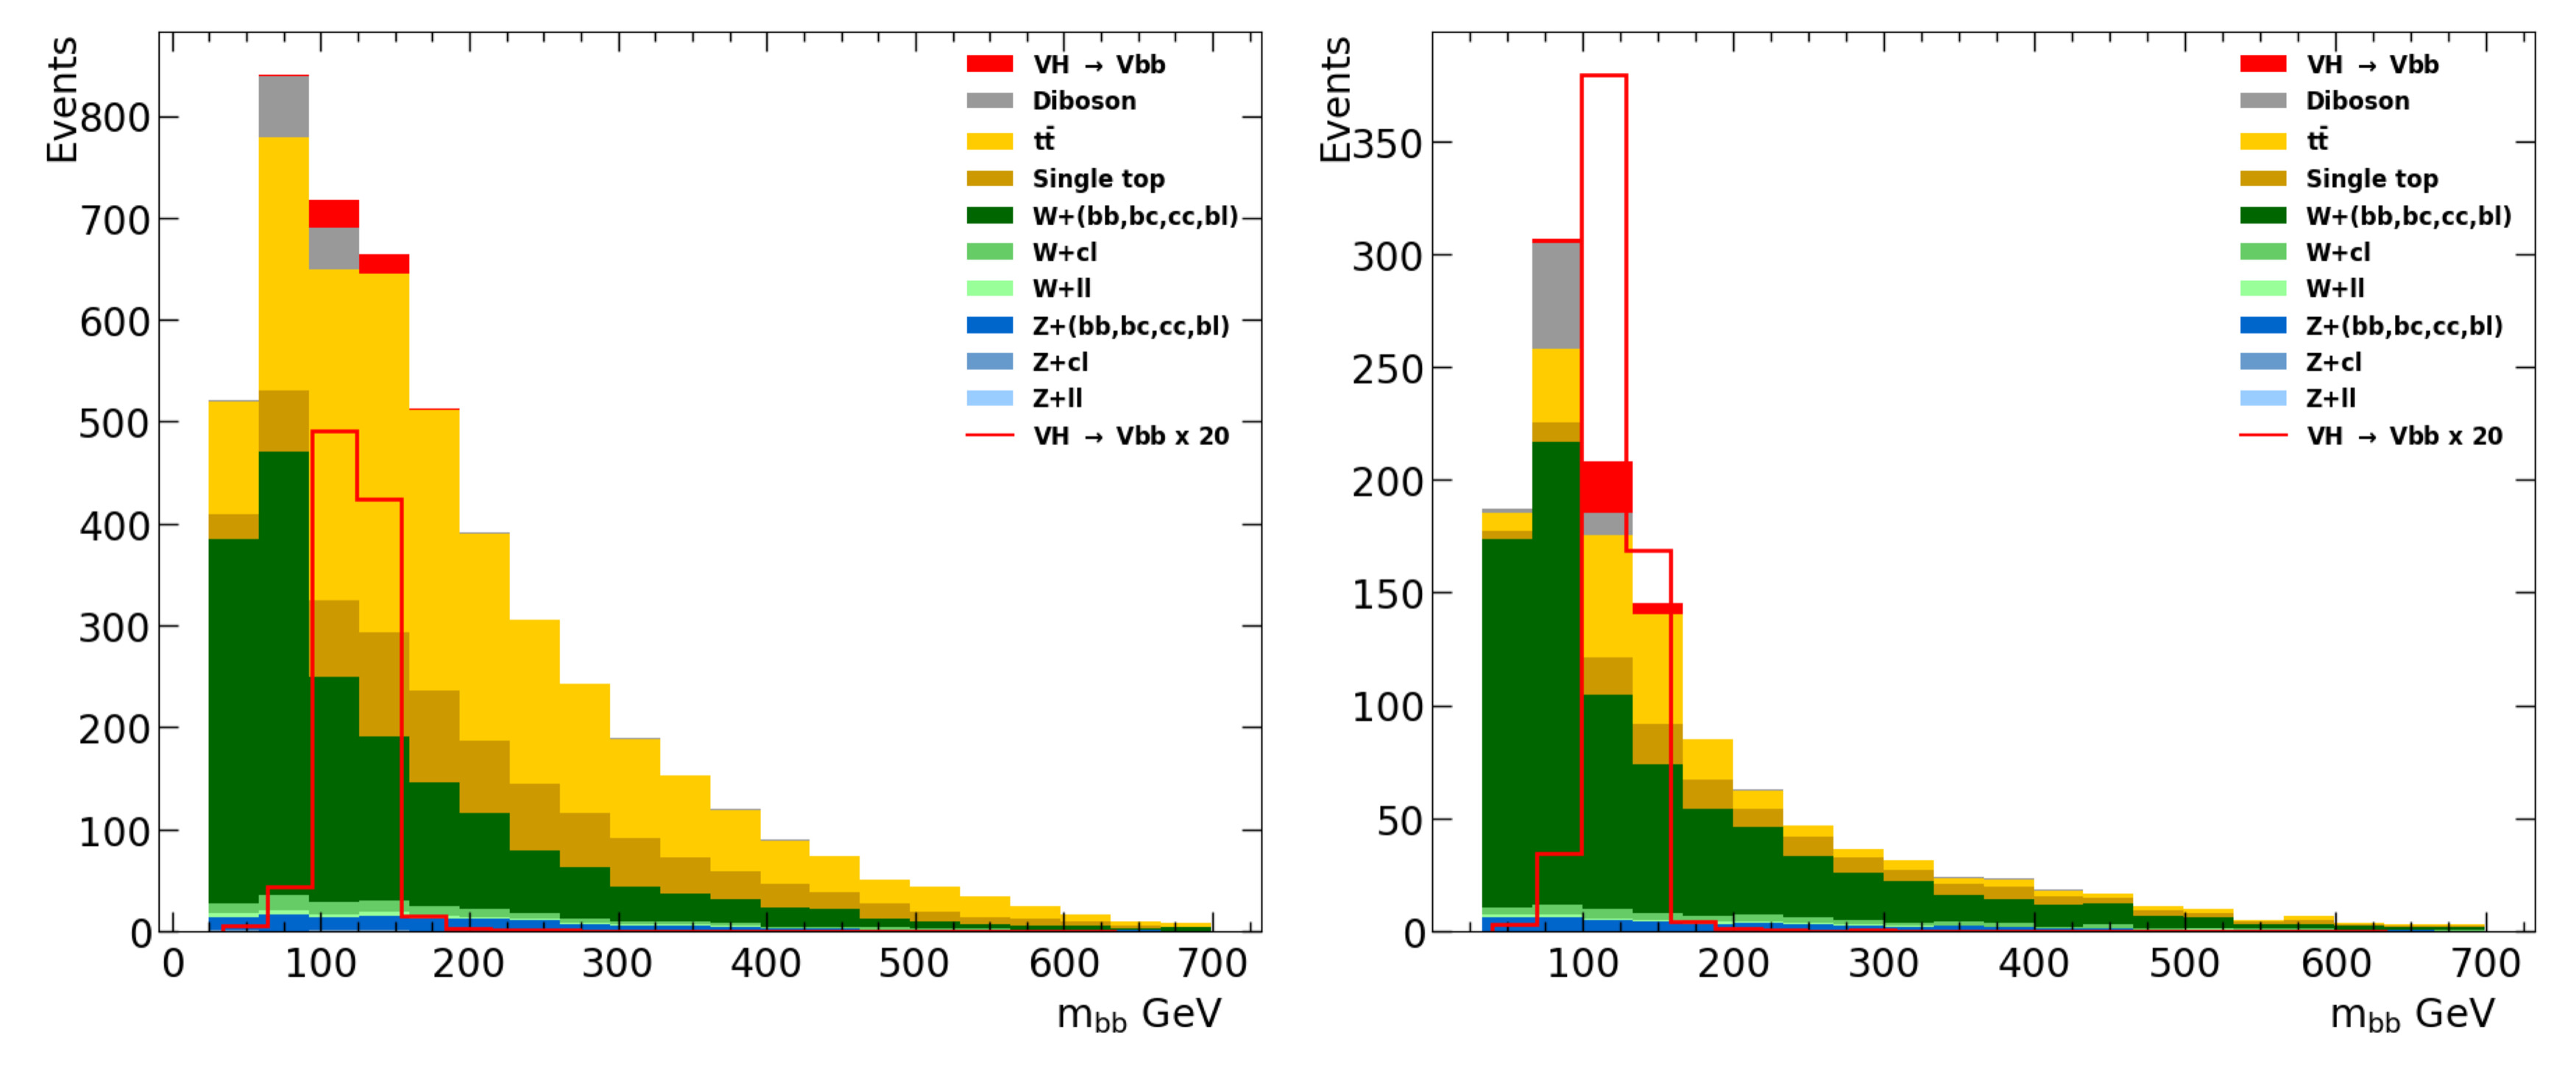 Events
800
700
600
500
400
300
200
100
0
0 100 200 300 400 500 600 700
m_bb GeV
VH → Vbb
Diboson
tt̄
Single top
W+(bb,bc,cc,bl)
W+cl
W+ll
Z+(bb,bc,cc,bl)
Z+cl
Z+ll
VH → Vbb x 20
Events
350
300
250
200
150
100
50
0
100 200 300 400 500 600 700
m_bb GeV
VH → Vbb
Diboson
tt̄
Single top
W+(bb,bc,cc,bl)
W+cl
W+ll
Z+(bb,bc,cc,bl)
Z+cl
Z+ll
VH → Vbb x 20